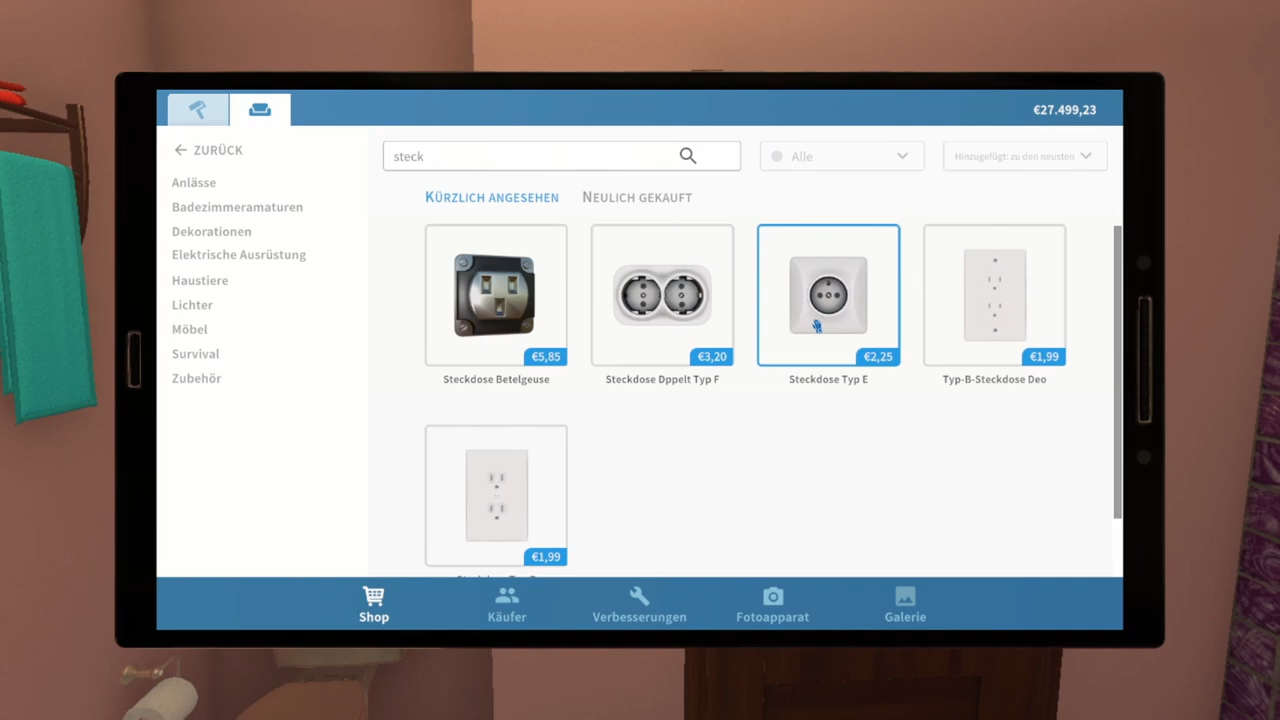 €27.499,23
ZURÜCK
Anlässe
Badezimmeramaturen
Dekorationen
Elektrische Ausrüstung
Haustiere
Lichter
Möbel
Survival
Zubehör
steck
Alle
Hinzugefügt: zu den neusten
KÜRZLICH ANGESEHEN
NEULICH GEKAUFT
€5,85
Steckdose Betelgeuse
€3,20
Steckdose Dppelt Typ F
€2,25
Steckdose Typ E
€1,99
Typ-B-Steckdose Deo
€1,99
Shop
Käufer
Verbesserungen
Fotoapparat
Galerie